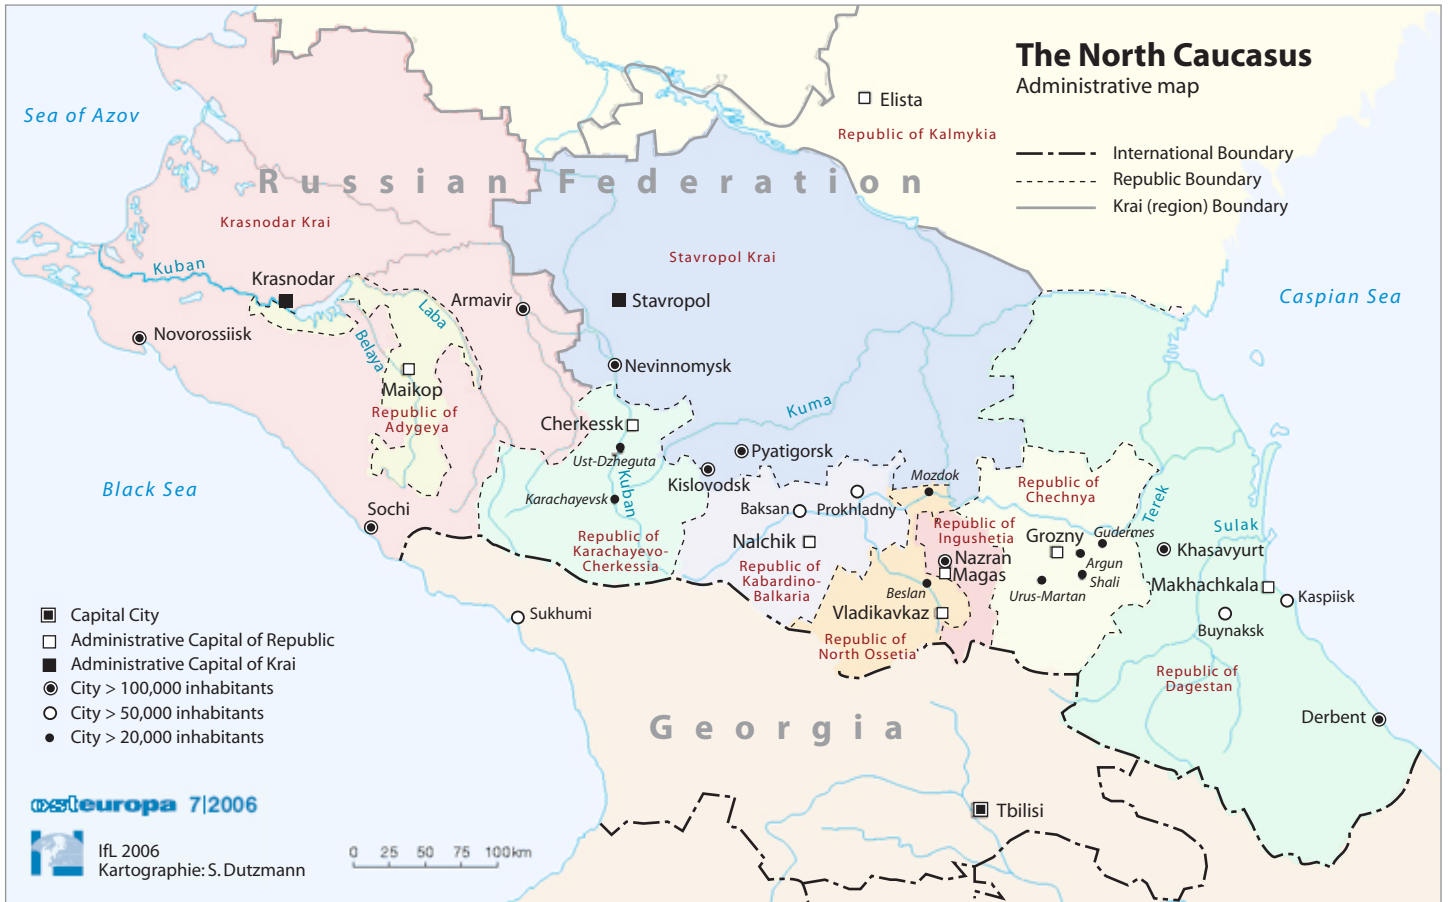 The North Caucasus
Administrative map
International Boundary
Republic Boundary
Krai (region) Boundary
Sea of Azov
Elista
Republic of Kalmykia
Russian Federation
Krasnodar Krai
Stavropol Krai
Kuban
Krasnodar
Armavir
Stavropol
Caspian Sea
Laba
Novorossiisk
Belaya
Nevinnomysk
Maikop
Republic of
Adygeya
Kuma
Cherkessk
Ust-Dzheguta
Pyatigorsk
Kislovodsk
Mozdok
Black Sea
Karachayevsk
Kuban
Baksan
Prokhladny
Republic of
Chechnya
Terek
Sochi
Republic of
Karachayevo-
Cherkessia
Nalchik
Republic of
Kabardino-
Balkaria
Republic of
Ingushetia
Nazran
Magas
Grozny
Gudermes
Argun
Shali
Urus-Martan
Sulak
Khasavyurt
Makhachkala
Kaspiisk
Buynaksk
Beslan
Vladikavkaz
Republic of
North Ossetia
Republic of
Dagestan
Derbent
Sukhumi
Georgia
Tbilisi
Capital City
Administrative Capital of Republic
Administrative Capital of Krai
City > 100,000 inhabitants
City > 50,000 inhabitants
City > 20,000 inhabitants
osteuropa 7|2006
IfL 2006
Kartographie: S. Dutzmann
0 25 50 75 100 km